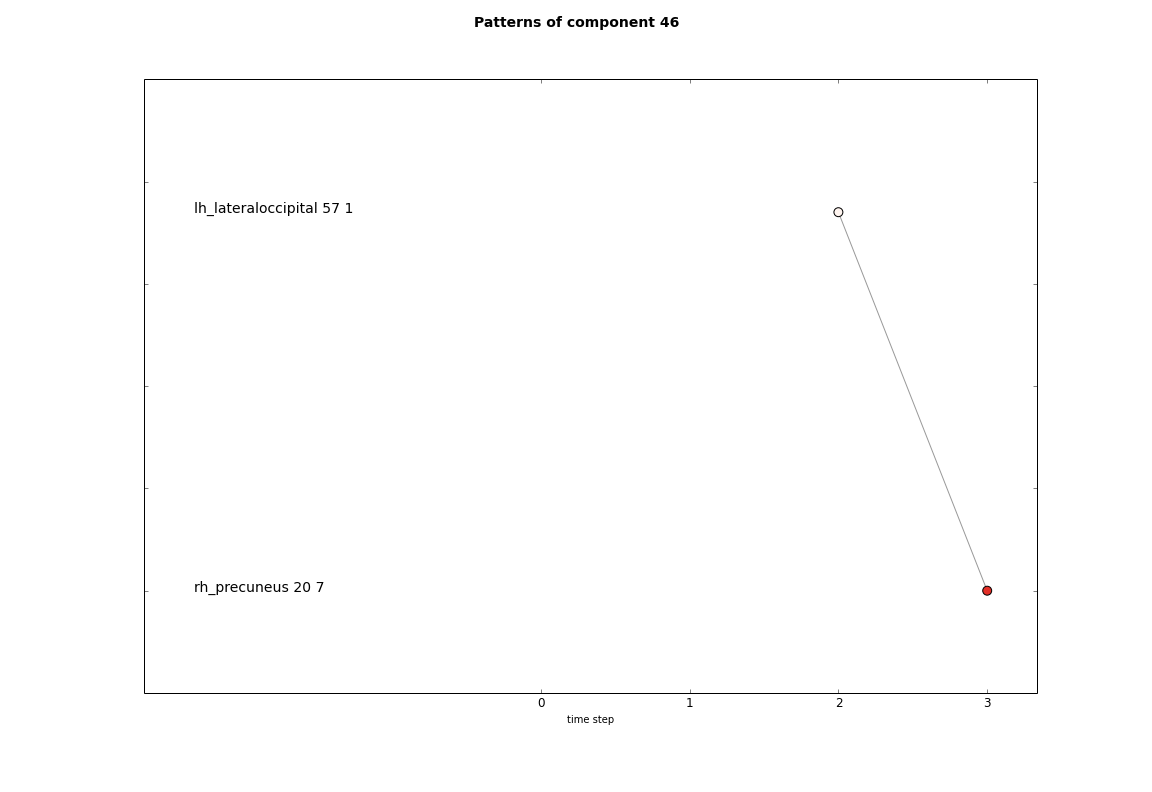 Patterns of component 46
lh_lateraloccipital 57 1
rh_precuneus 20 7
0 1 2 3
time step